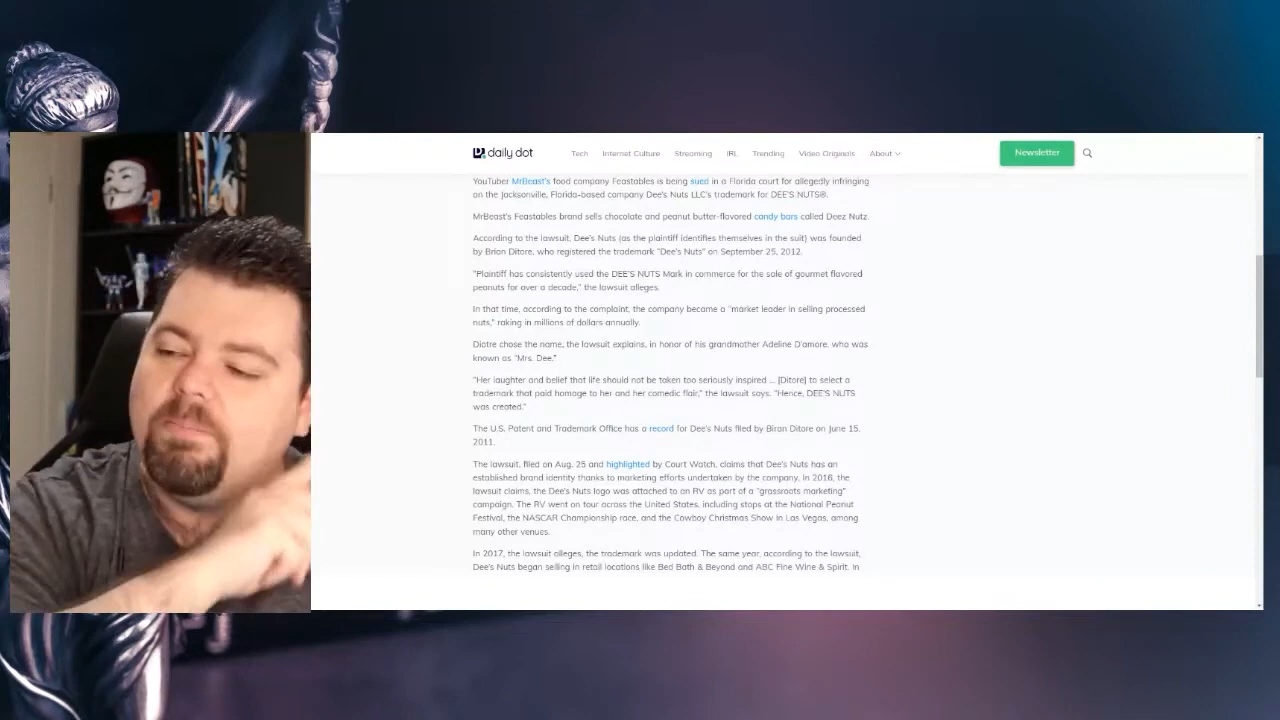 daily dot
Tech Internet Culture Streaming IRL Trending Video Originals About
Newsletter
YouTuber MrBeast's food company Feastables is being sued in a Florida court for allegedly infringing
on the Jacksonville, Florida-based company Dee's Nuts LLC's trademark for DEE'S NUTS®.
MrBeast's Feastables brand sells chocolate and peanut butter-flavored candy bars called Deez Nutz.
According to the lawsuit, Dee's Nuts (as the plaintiff identifies themselves in the suit) was founded
by Brian Ditore, who registered the trademark "Dee's Nuts" on September 25, 2012.
"Plaintiff has consistently used the DEE'S NUTS Mark in commerce for the sale of gourmet flavored
peanuts for over a decade," the lawsuit alleges.
In that time, according to the complaint, the company became a "market leader in selling processed
nuts," raking in millions of dollars annually.
Diotre chose the name, the lawsuit explains, in honor of his grandmother Adeline D'amore, who was
known as "Mrs. Dee."
"Her laughter and belief that life should not be taken too seriously inspired ... [Ditore] to select a
trademark that paid homage to her and her comedic flair," the lawsuit says. "Hence, DEE'S NUTS
was created."
The U.S. Patent and Trademark Office has a record for Dee's Nuts filed by Biran Ditore on June 15,
2011.
The lawsuit, filed on Aug. 25 and highlighted by Court Watch, claims that Dee's Nuts has an
established brand identity thanks to marketing efforts undertaken by the company. In 2016, the
lawsuit claims, the Dee's Nuts logo was attached to an RV as part of a "grassroots marketing"
campaign. The RV went on tour across the United States, including stops at the National Peanut
Festival, the NASCAR Championship race, and the Cowboy Christmas Show in Las Vegas, among
many other venues.
In 2017, the lawsuit alleges, the trademark was updated. The same year, according to the lawsuit,
Dee's Nuts began selling in retail locations like Bed Bath & Beyond and ABC Fine Wine & Spirit. In